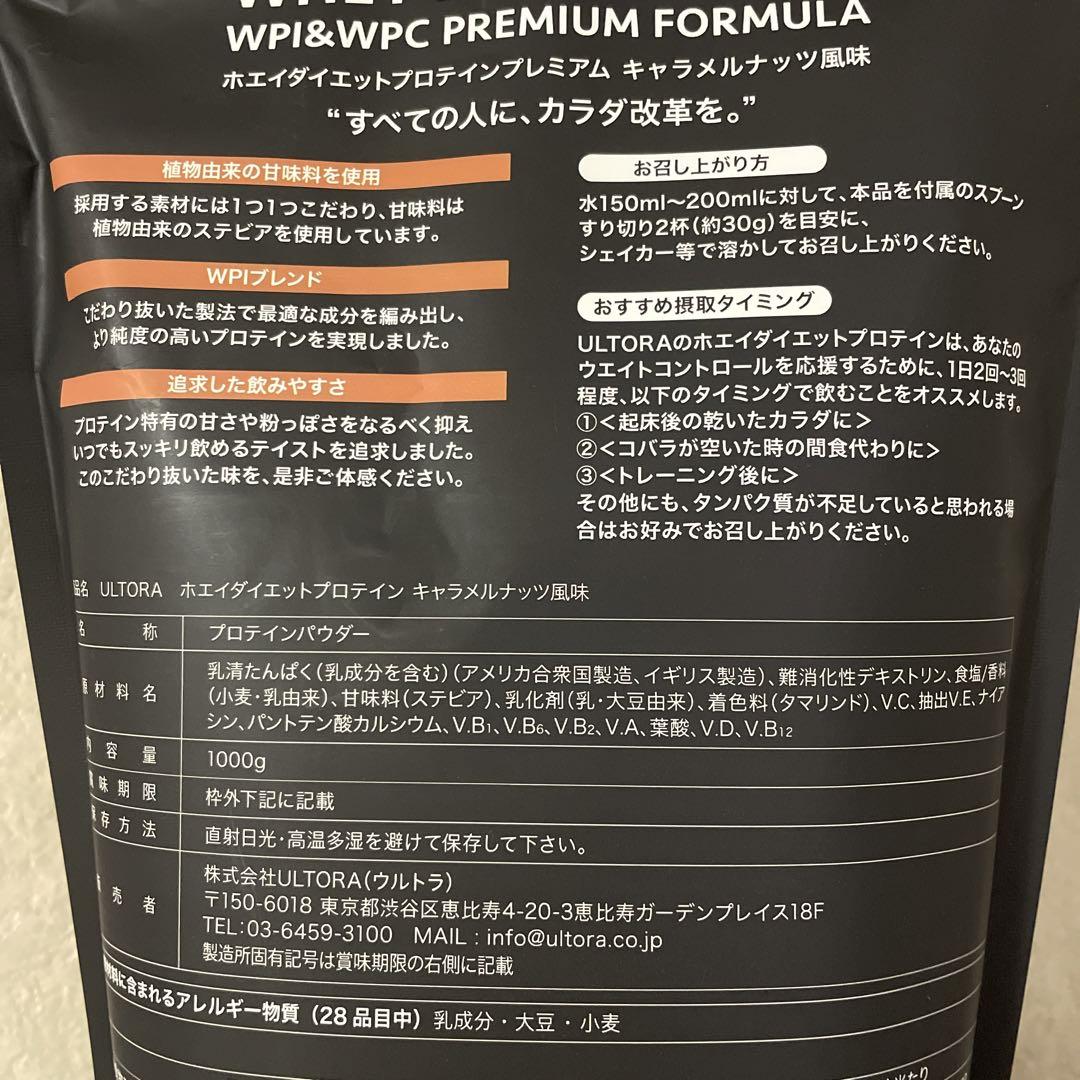 WPI&WPC PREMIUM FORMULA
ホエイダイエットプロテインプレミアム キャラメルナッツ風味
“すべての人に、カラダ改革を。”
植物由来の甘味料を使用
採用する素材には1つ1つこだわり、甘味料は
植物由来のステビアを使用しています。
WPIブレンド
こだわり抜いた製法で最適な成分を編み出し、
より純度の高いプロテインを実現しました。
追求した飲みやすさ
プロテイン特有の甘さや粉っぽさをなるべく抑え
いつでもスッキリ飲めるテイストを追求しました。
このこだわり抜いた味を、是非ご体感ください。
お召し上がり方
水150ml〜200mlに対して、本品を付属のスプーン
すり切り2杯(約30g)を目安に、
シェイカー等で溶かしてお召し上がりください。
おすすめ摂取タイミング
ULTORAのホエイダイエットプロテインは、あなたの
ウエイトコントロールを応援するために、1日2回〜3回
程度、以下のタイミングで飲むことをオススメします。
①<起床後の乾いたカラダに>
②<コバラが空いた時の間食代わりに>
③<トレーニング後に>
その他にも、タンパク質が不足していると思われる場
合はお好みでお召し上がりください。
品名 ULTORA ホエイダイエットプロテイン キャラメルナッツ風味
名称 プロテインパウダー
原材料名 乳清たんぱく(乳成分を含む)(アメリカ合衆国製造、イギリス製造)、難消化性デキストリン、食塩/香料
(小麦・乳由来)、甘味料(ステビア)、乳化剤(乳・大豆由来)、着色料(タマリンド)、V.C、抽出V.E、ナイア
シン、パントテン酸カルシウム、V.B1、V.B6、V.B2、V.A、葉酸、V.D、V.B12
内容量 1000g
賞味期限 枠外下記に記載
保存方法 直射日光・高温多湿を避けて保存して下さい。
販売者 株式会社ULTORA(ウルトラ)
〒150-6018 東京都渋谷区恵比寿4-20-3恵比寿ガーデンプレイス18F
TEL:03-6459-3100 MAIL : info@ultora.co.jp
製造所固有記号は賞味期限の右側に記載
材料に含まれるアレルギー物質(28品目中)乳成分・大豆・小麦